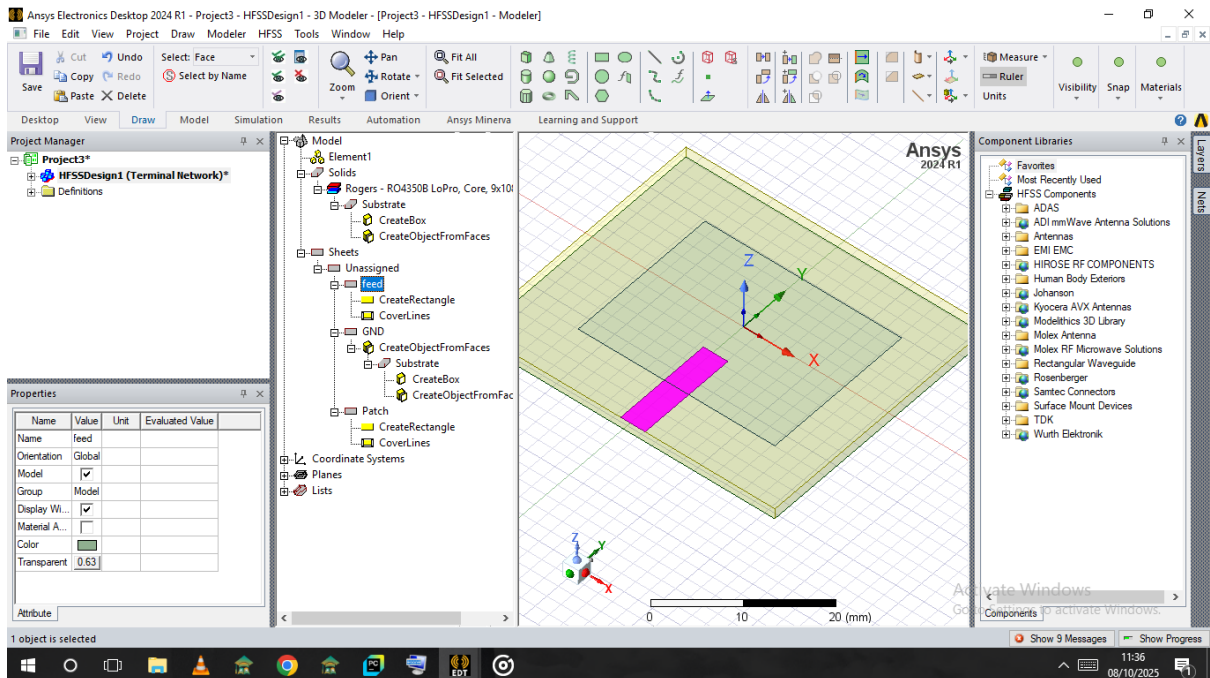 Ansys Electronics Desktop 2024 R1 - Project3 - HFSSDesign1 - 3D Modeler - [Project3 - HFSSDesign1 - Modeler]
File Edit View Project Draw Modeler HFSS Tools Window Help
Save
Cut
Copy
Paste
Undo
Redo
Delete
Select: Face
Select by Name
Zoom
Pan
Rotate
Orient
Fit All
Fit Selected
Measure
Ruler
Units
Visibility
Snap
Materials
Desktop View Draw Model Simulation Results Automation Ansys Minerva Learning and Support
Project Manager
Project3*
HFSSDesign1 (Terminal Network)*
Definitions
Properties
Name Value Unit Evaluated Value
Name feed
Orientation Global
Model
Group Model
Display Wi...
Material A...
Color
Transparent 0.63
Attribute
Model
Element1
Solids
Rogers - RO4350B LoPro, Core, 9x10
Substrate
CreateBox
CreateObjectFromFaces
Sheets
Unassigned
feed
CreateRectangle
CoverLines
GND
CreateObjectFromFaces
Substrate
CreateBox
CreateObjectFromFac
Patch
CreateRectangle
CoverLines
Coordinate Systems
Planes
Lists
Ansys
2024 R1
Z
Y
X
Z
Y
X
0 10 20 (mm)
Component Libraries
Favorites
Most Recently Used
HFSS Components
ADAS
ADI mmWave Antenna Solutions
Antennas
EMI EMC
HIROSE RF COMPONENTS
Human Body Exteriors
Johanson
Kyocera AVX Antennas
Modelithics 3D Library
Molex Antenna
Molex RF Microwave Solutions
Rectangular Waveguide
Rosenberger
Samtec Connectors
Surface Mount Devices
TDK
Wurth Elektronik
Components
Layers
Nets
Activate Windows
Go to Settings to activate Windows.
1 object is selected
Show 9 Messages
Show Progress
PC
EDT
11:36
08/10/2025
1